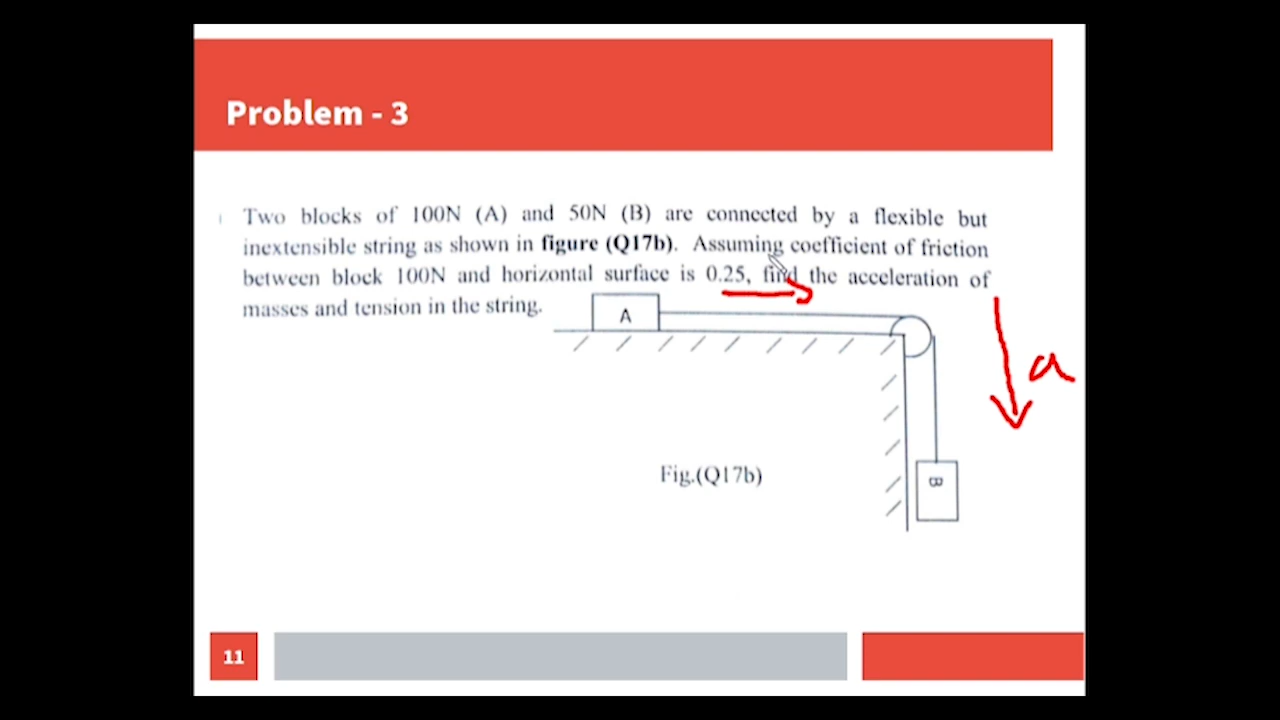 Problem - 3
Two blocks of 100N (A) and 50N (B) are connected by a flexible but
inextensible string as shown in figure (Q17b). Assuming coefficient of friction
between block 100N and horizontal surface is 0.25, find the acceleration of
masses and tension in the string.
A
a
B
Fig.(Q17b)
11